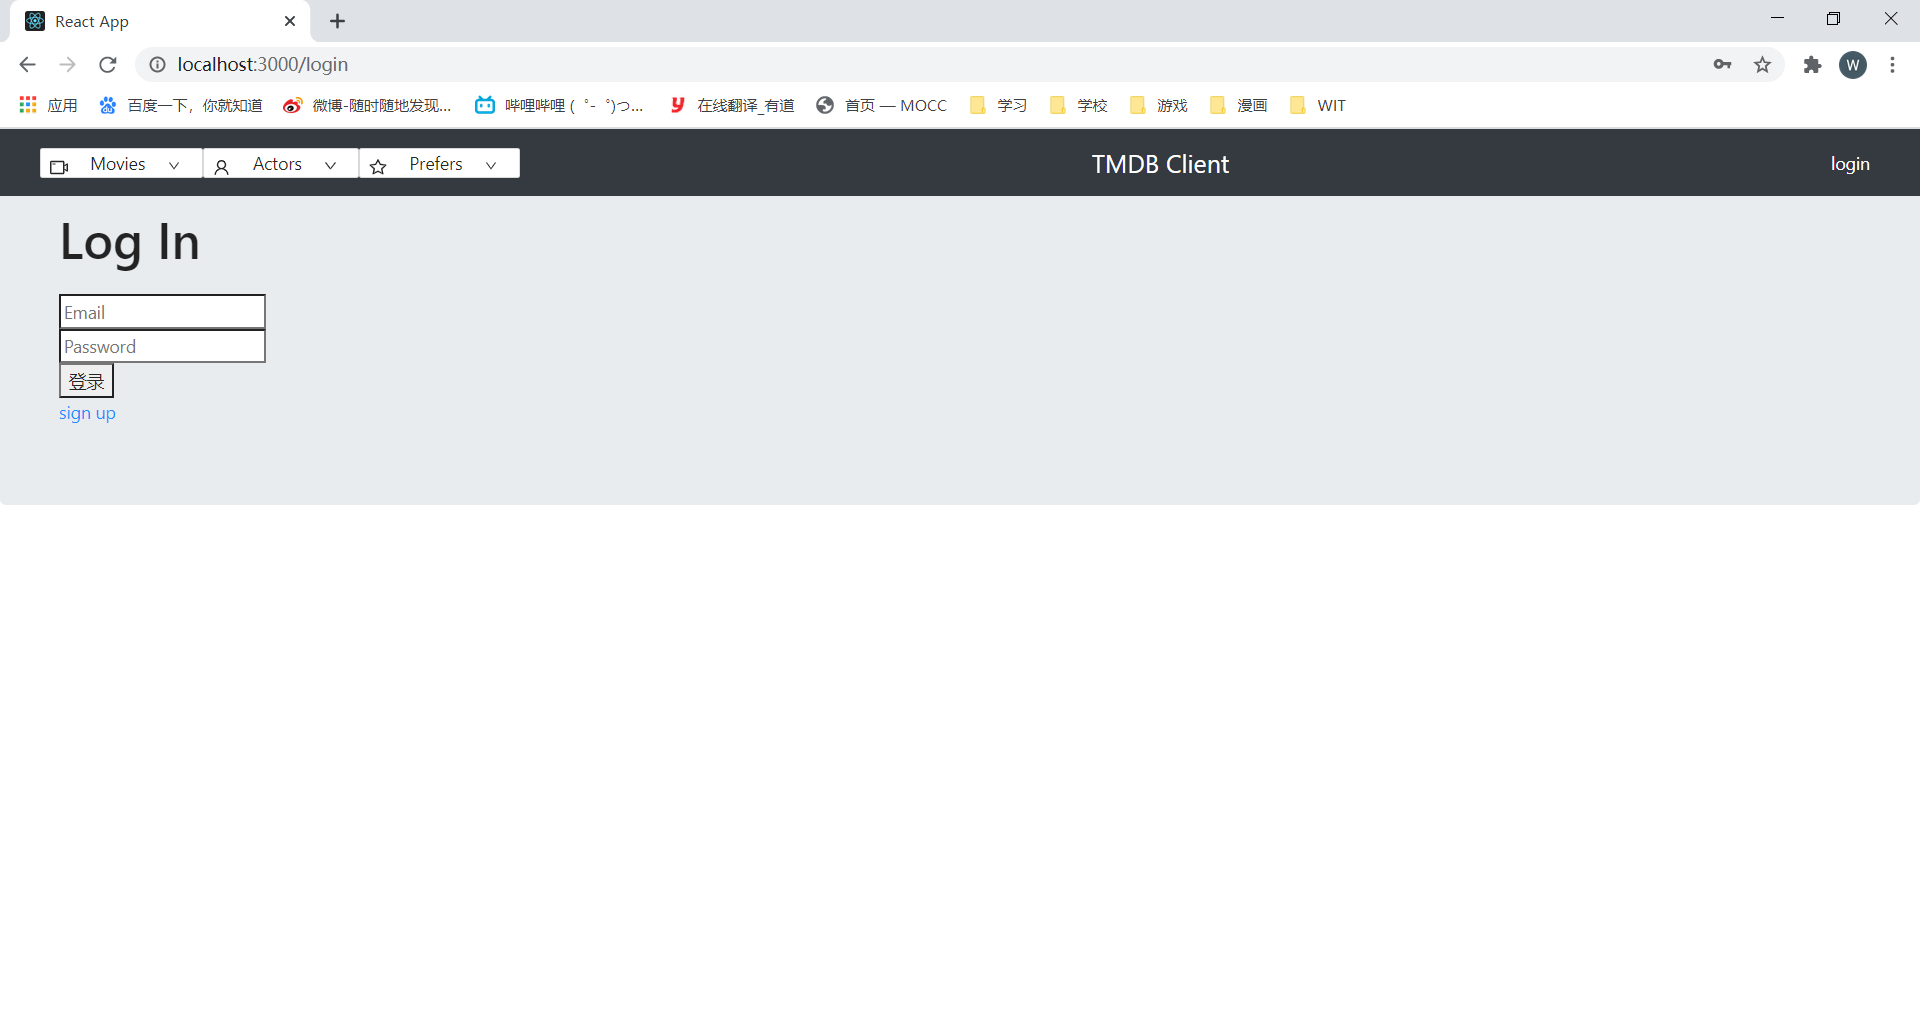 React App
localhost:3000/login
W
应用 百度一下，你就知道 微博-随时随地发现... 哔哩哔哩 ( ゜- ゜)つ... 在线翻译_有道 首页 — MOCC 学习 学校 游戏 漫画 WIT
Movies Actors Prefers TMDB Client login
Log In
Email
Password
登录
sign up